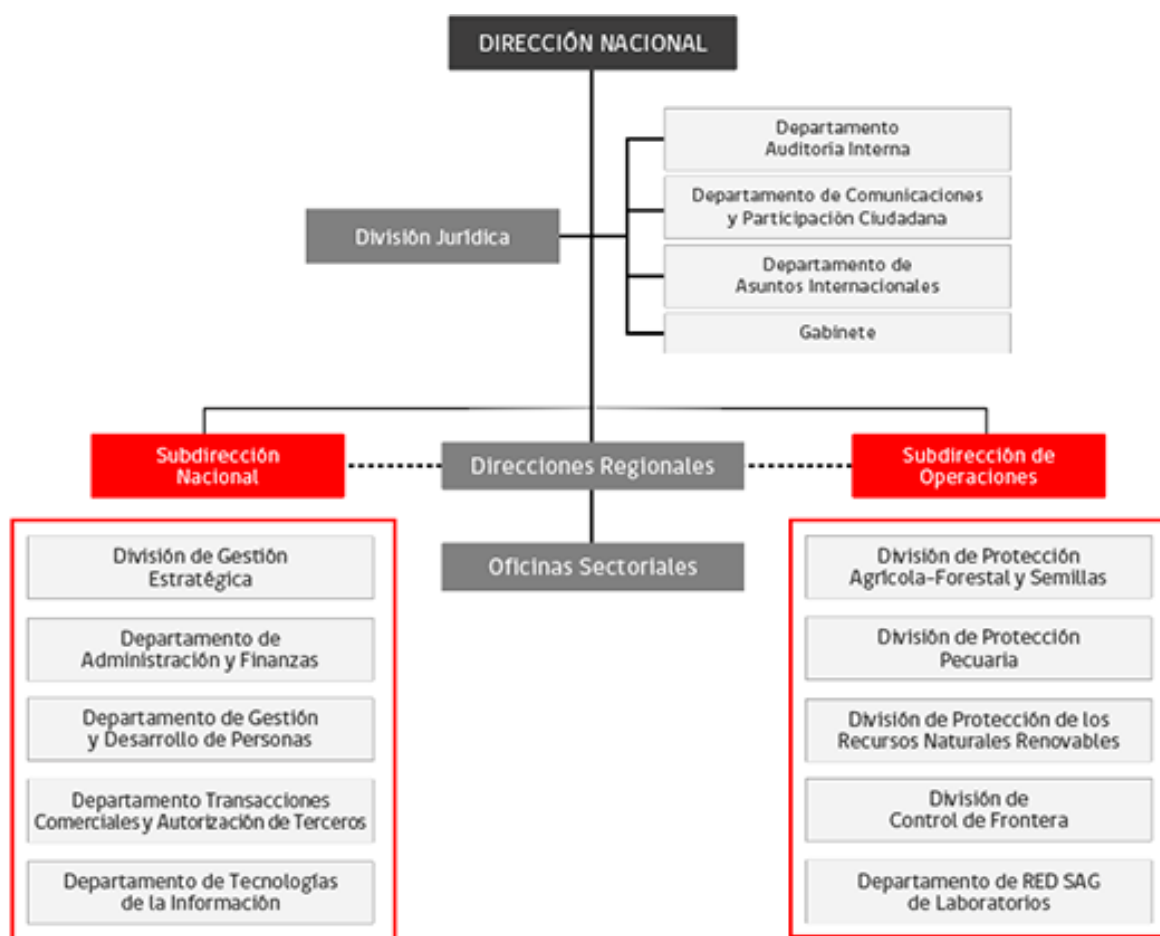 DIRECCIÓN NACIONAL
Departamento
Auditoría Interna
Departamento de Comunicaciones
y Participación Ciudadana
División Jurídica
Departamento de
Asuntos Internacionales
Gabinete
Subdirección
Nacional
Direcciones Regionales
Subdirección de
Operaciones
Oficinas Sectoriales
División de Gestión
Estratégica
Departamento de
Administración y Finanzas
Departamento de Gestión
y Desarrollo de Personas
Departamento Transacciones
Comerciales y Autorización de Terceros
Departamento de Tecnologías
de la Información
División de Protección
Agrícola-Forestal y Semillas
División de Protección
Pecuaria
División de Protección de los
Recursos Naturales Renovables
División de
Control de Frontera
Departamento de RED SAG
de Laboratorios